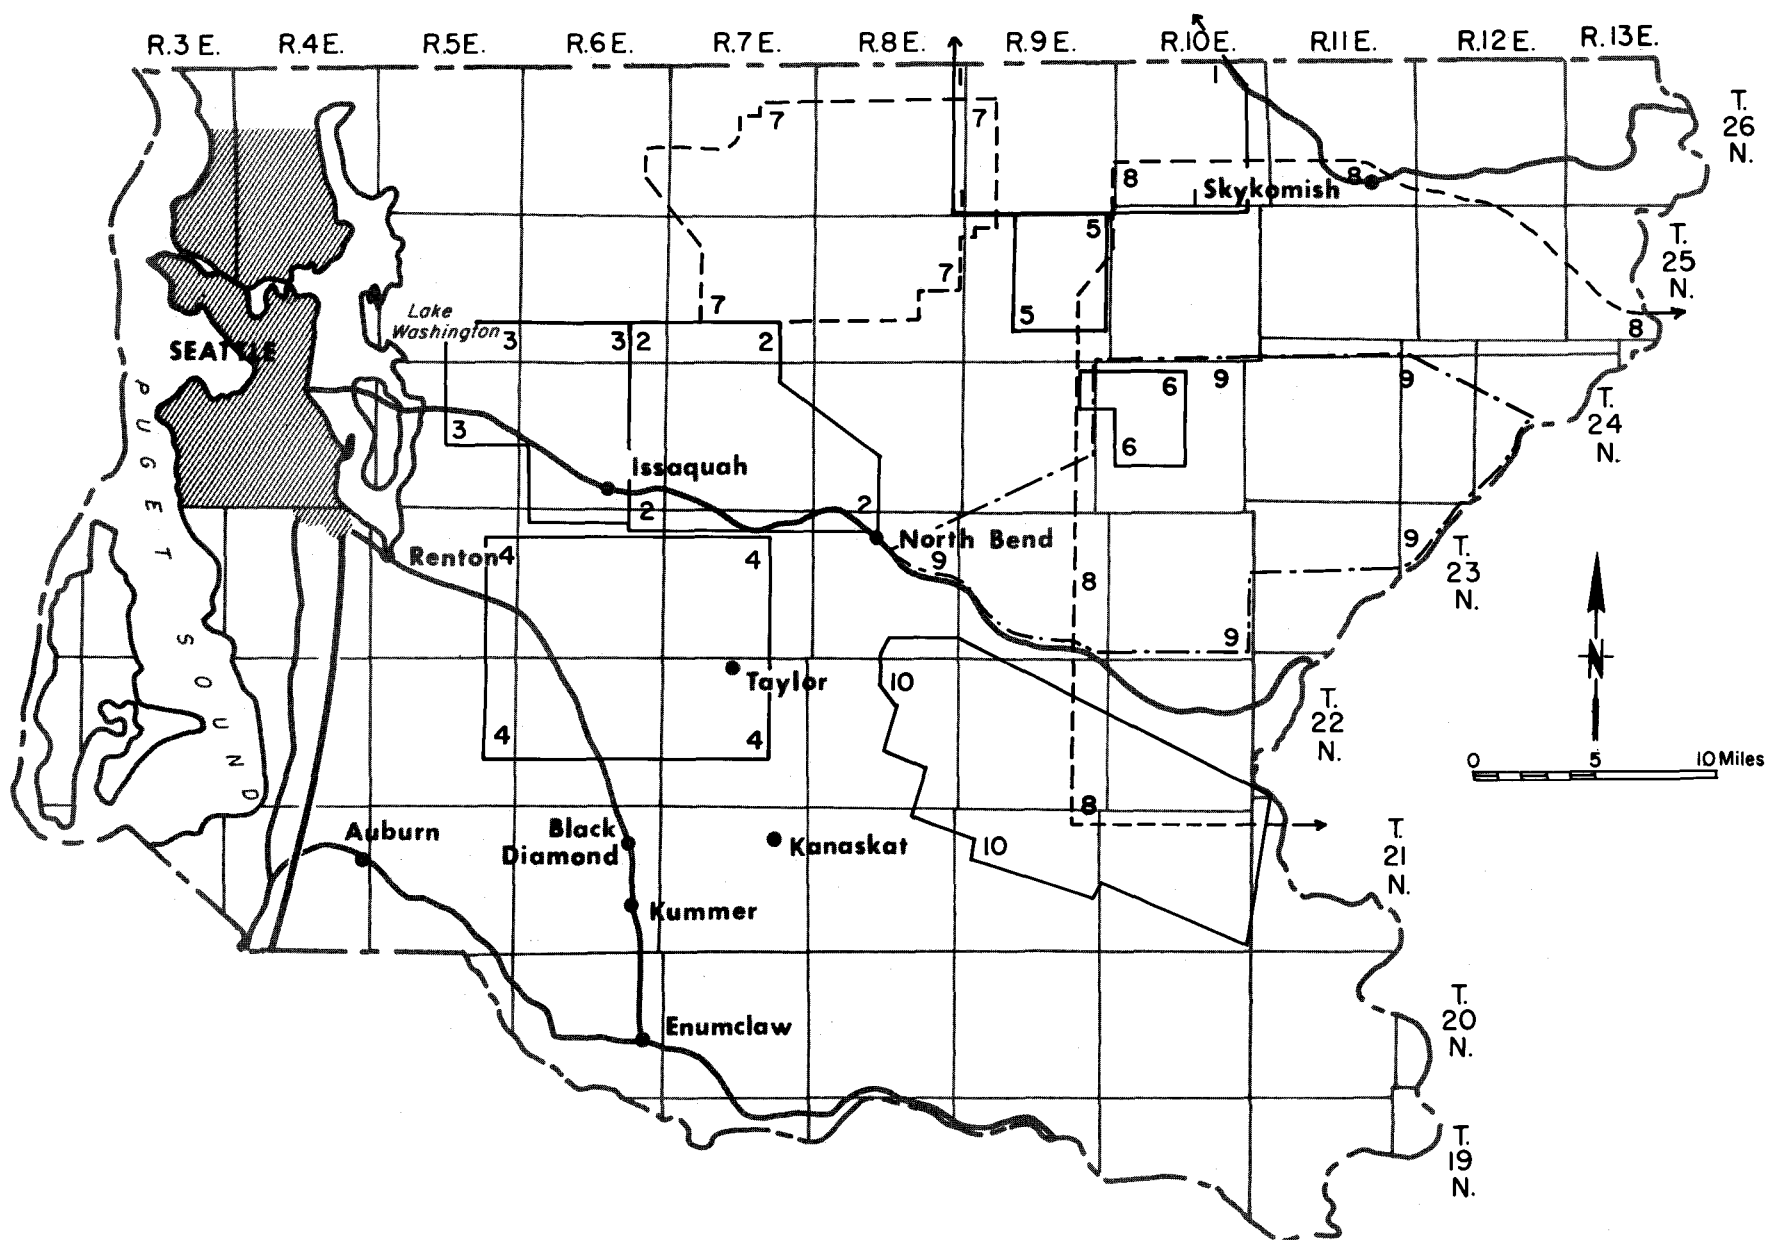 R.3 E. R.4 E. R.5E. R.6 E. R.7 E. R.8 E. R.9 E. R.10 E. R.11 E. R.12 E. R.13 E.
T.
26
N.
7 7
1
8 8
Skykomish
1
5
T.
25
N.
7
7
5
8
Lake
Washington
3 3 2 2
SEATTLE
9 9
6
T.
24
N.
3
6
Issaquah
2 2
North Bend
9
9
T.
23
N.
Renton
4 4
8
PUGET SOUND
9
N
Taylor
10
T.
22
N.
4 4
0 5 10 Miles
8
Auburn
Black
Diamond
Kanaskat
10
T.
21
N.
Kummer
T.
20
N.
Enumclaw
T.
19
N.